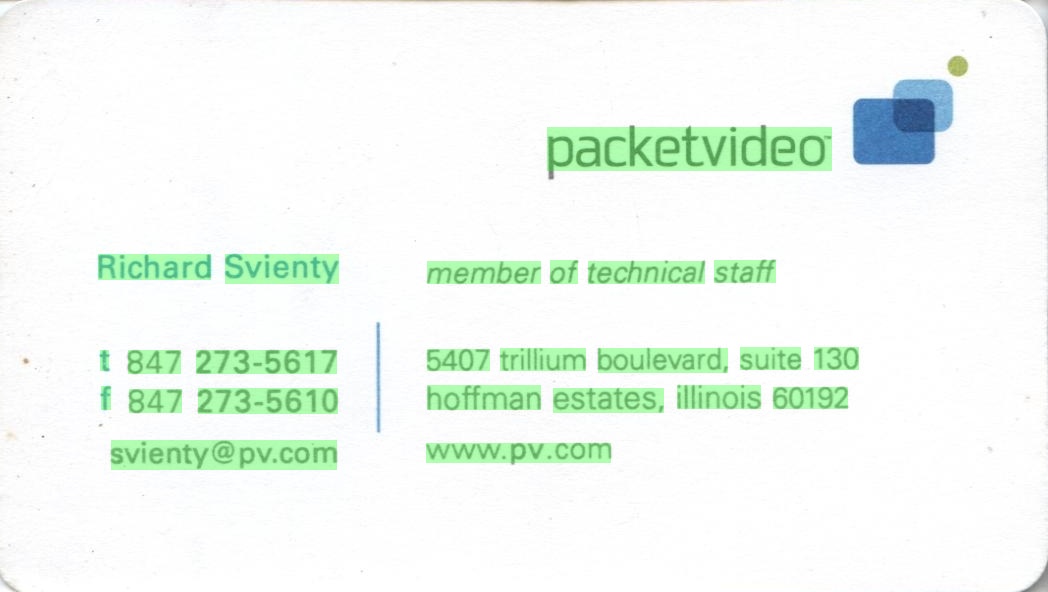 packetvideo™
Richard Svienty
member of technical staff
t 847 273-5617
f 847 273-5610
svienty@pv.com
5407 trillium boulevard, suite 130
hoffman estates, illinois 60192
www.pv.com